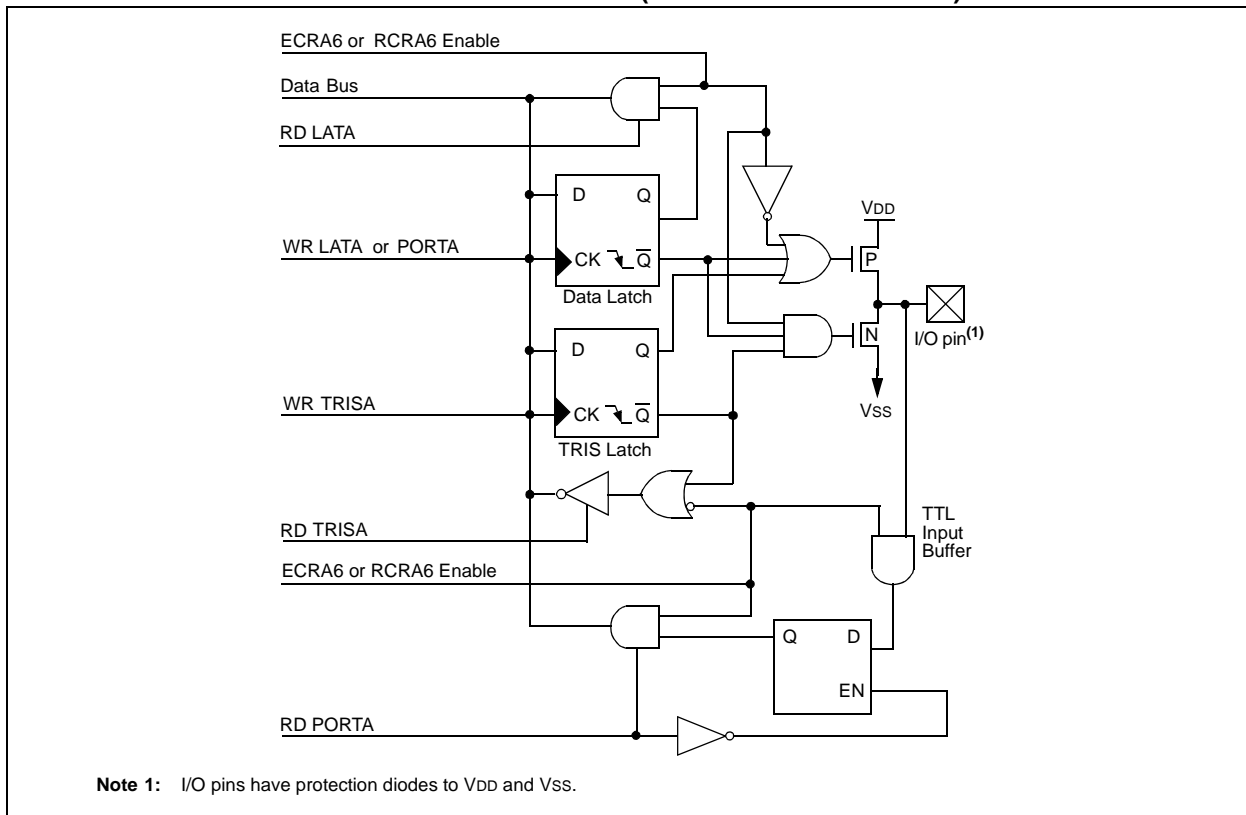 ECRA6 or RCRA6 Enable
Data Bus
RD LATA
D Q
VDD
WR LATA or PORTA
CK Q
P
Data Latch
N
I/O pin(1)
D Q
WR TRISA
CK Q
VSS
TRIS Latch
RD TRISA
TTL
Input
Buffer
ECRA6 or RCRA6 Enable
Q D
EN
RD PORTA
Note 1: I/O pins have protection diodes to VDD and VSS.